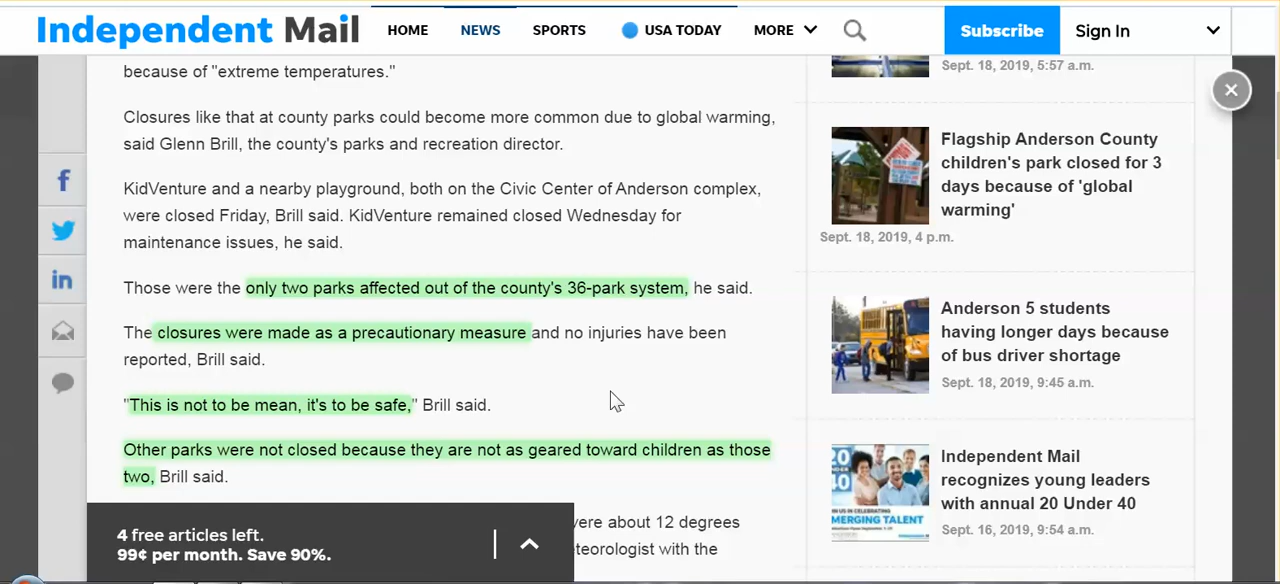 Independent Mail
HOME
NEWS
SPORTS
USA TODAY
MORE
Subscribe
Sign In
because of "extreme temperatures."
Closures like that at county parks could become more common due to global warming,
said Glenn Brill, the county's parks and recreation director.
KidVenture and a nearby playground, both on the Civic Center of Anderson complex,
were closed Friday, Brill said. KidVenture remained closed Wednesday for
maintenance issues, he said.
Those were the only two parks affected out of the county's 36-park system, he said.
The closures were made as a precautionary measure and no injuries have been
reported, Brill said.
"This is not to be mean, it's to be safe," Brill said.
Other parks were not closed because they are not as geared toward children as those
two, Brill said.
were about 12 degrees
teorologist with the
4 free articles left.
99¢ per month. Save 90%.
Sept. 18, 2019, 5:57 a.m.
Flagship Anderson County
children's park closed for 3
days because of 'global
warming'
Sept. 18, 2019, 4 p.m.
Anderson 5 students
having longer days because
of bus driver shortage
Sept. 18, 2019, 9:45 a.m.
20
40
EMERGING TALENT
Independent Mail
recognizes young leaders
with annual 20 Under 40
Sept. 16, 2019, 9:54 a.m.